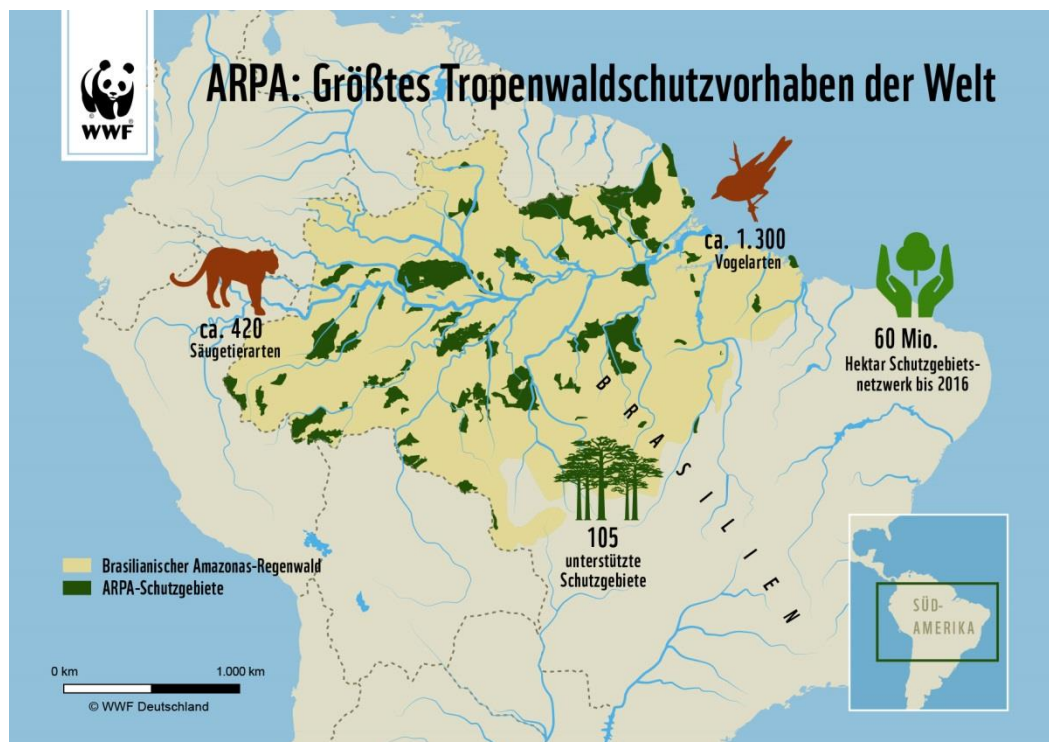 ARPA: Größtes Tropenwaldschutzvorhaben der Welt
WWF
ca. 1.300
Vogelarten
ca. 420
Säugetierarten
60 Mio.
Hektar Schutzgebiets-
netzwerk bis 2016
BRASILIEN
105
unterstützte
Schutzgebiete
Brasilianischer Amazonas-Regenwald
ARPA-Schutzgebiete
SÜD-
AMERIKA
0 km 1.000 km
© WWF Deutschland